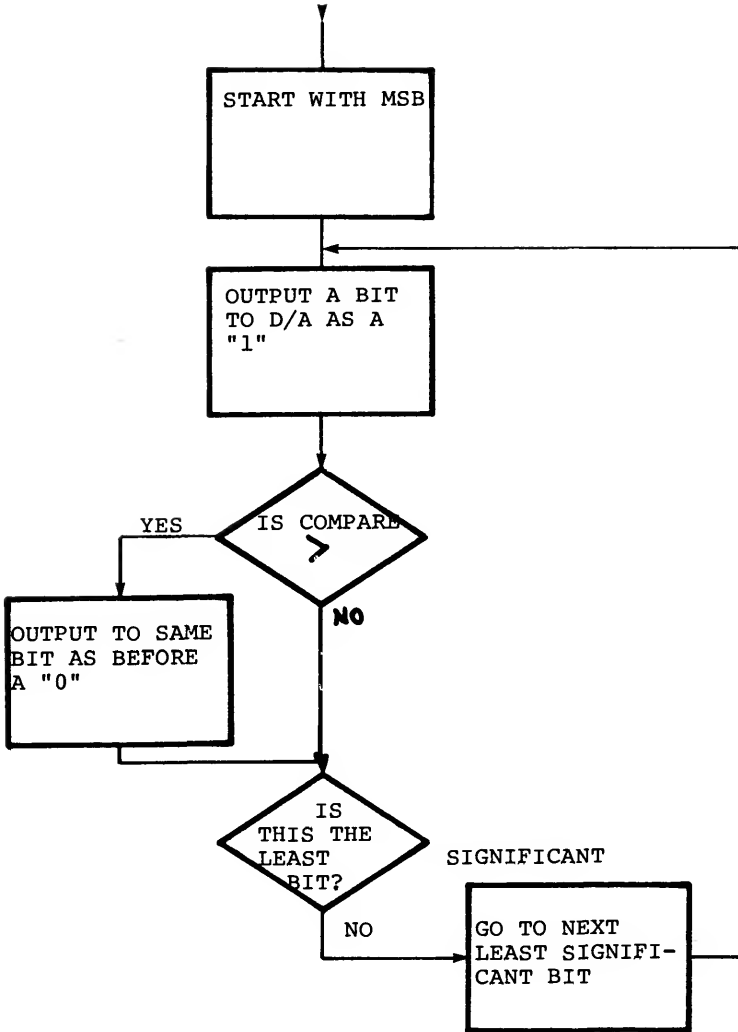 START WITH MSB
OUTPUT A BIT
TO D/A AS A
"1"
IS COMPARE
>
YES
NO
OUTPUT TO SAME
BIT AS BEFORE
A "0"
IS
THIS THE
LEAST
BIT?
SIGNIFICANT
NO
GO TO NEXT
LEAST SIGNIFI-
CANT BIT